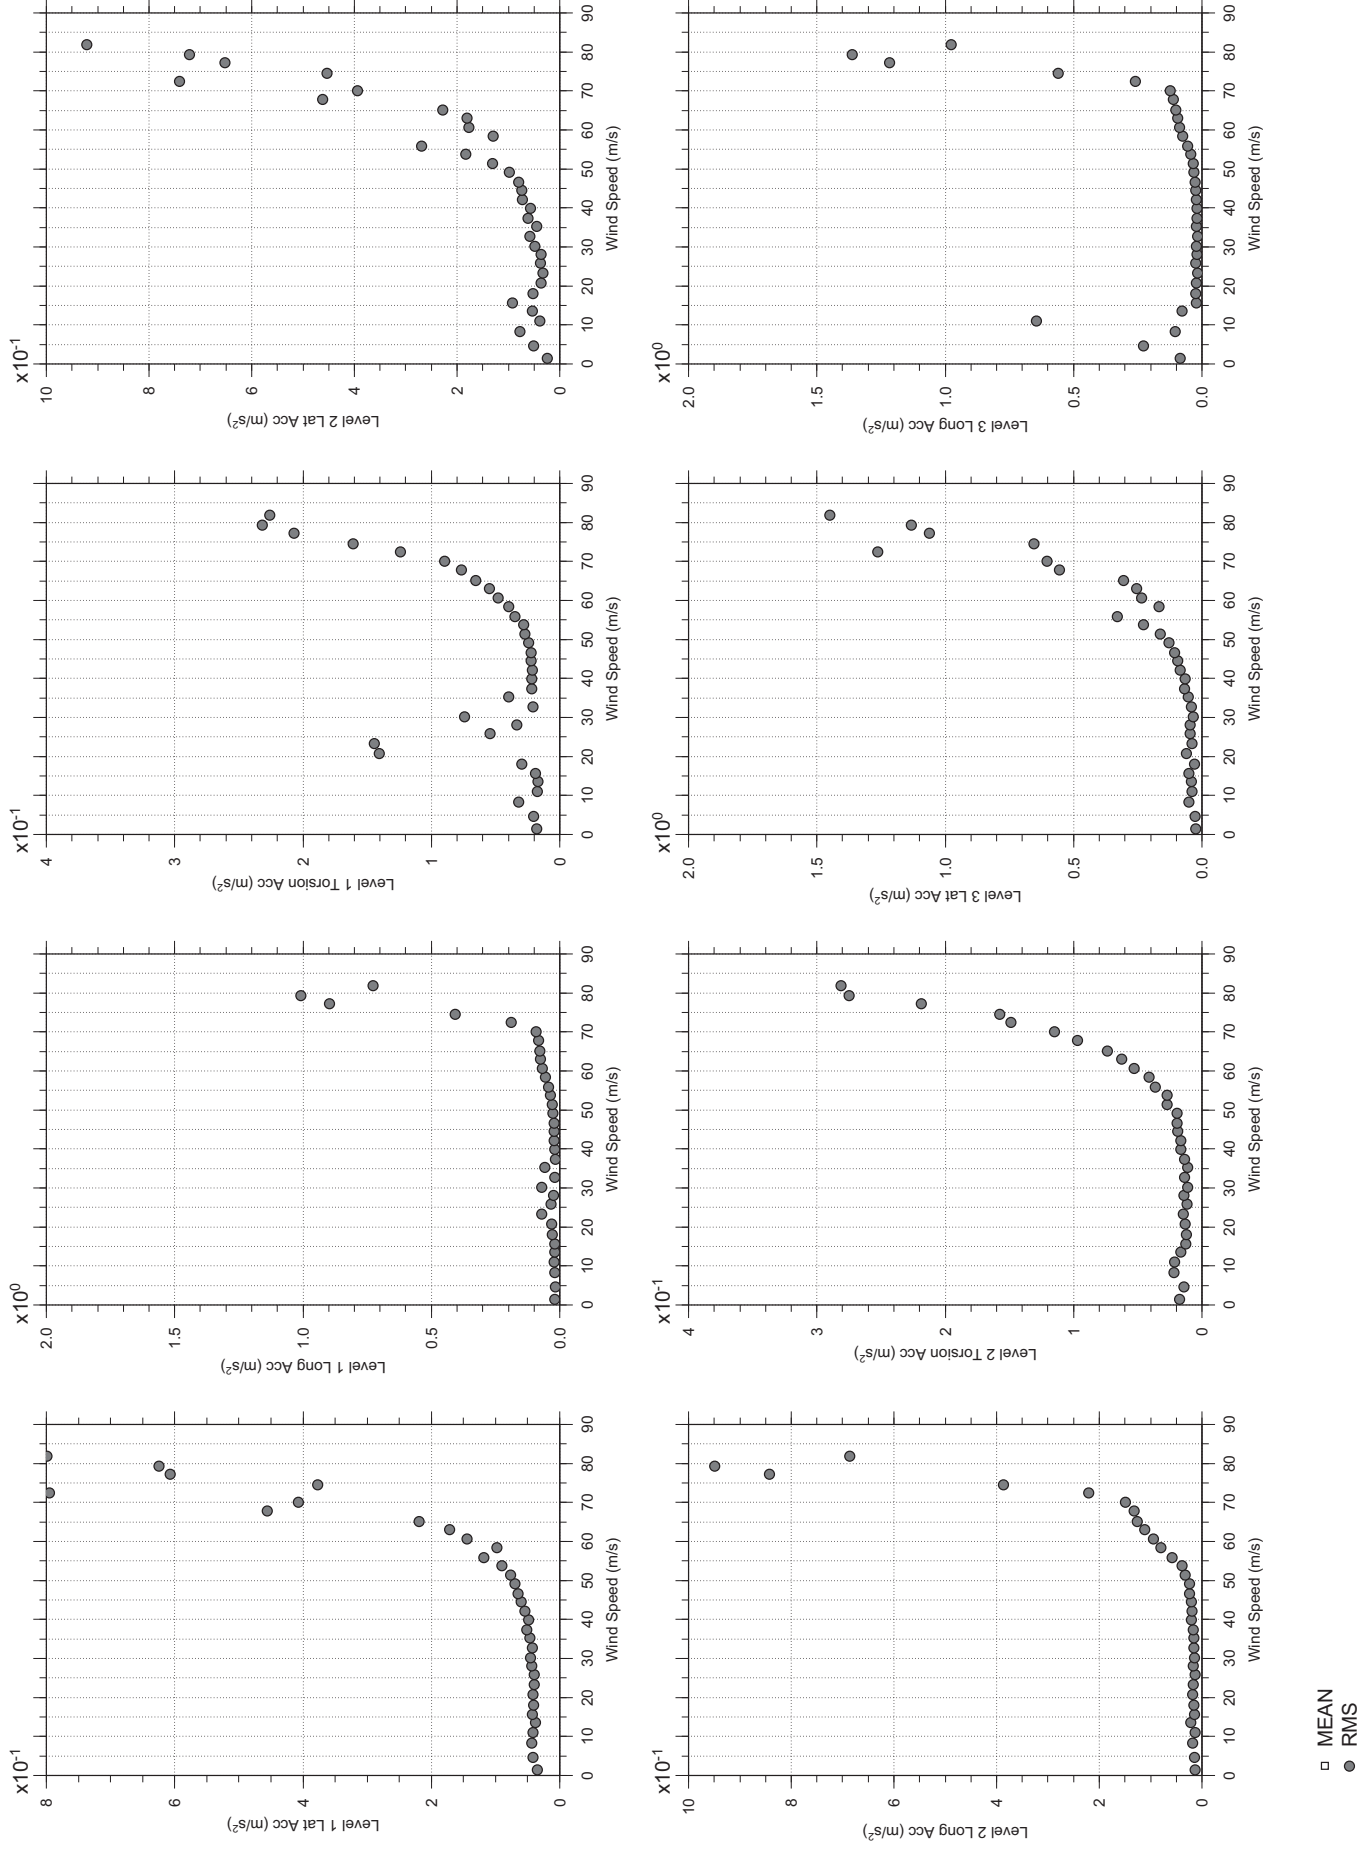 x10⁻¹
8
6
4
2
0
Level 1 Lat Acc (m/s²)
0 10 20 30 40 50 60 70 80 90
Wind Speed (m/s)
x10⁰
2.0
1.5
1.0
0.5
0.0
Level 1 Long Acc (m/s²)
0 10 20 30 40 50 60 70 80 90
Wind Speed (m/s)
x10⁻¹
4
3
2
1
0
Level 1 Torsion Acc (m/s²)
0 10 20 30 40 50 60 70 80 90
Wind Speed (m/s)
x10⁻¹
10
8
6
4
2
0
Level 2 Lat Acc (m/s²)
0 10 20 30 40 50 60 70 80 90
Wind Speed (m/s)
x10⁻¹
10
8
6
4
2
0
Level 2 Long Acc (m/s²)
0 10 20 30 40 50 60 70 80 90
Wind Speed (m/s)
x10⁻¹
4
3
2
1
0
Level 2 Torsion Acc (m/s²)
0 10 20 30 40 50 60 70 80 90
Wind Speed (m/s)
x10⁰
2.0
1.5
1.0
0.5
0.0
Level 3 Lat Acc (m/s²)
0 10 20 30 40 50 60 70 80 90
Wind Speed (m/s)
x10⁰
2.0
1.5
1.0
0.5
0.0
Level 3 Long Acc (m/s²)
0 10 20 30 40 50 60 70 80 90
Wind Speed (m/s)
MEAN
RMS